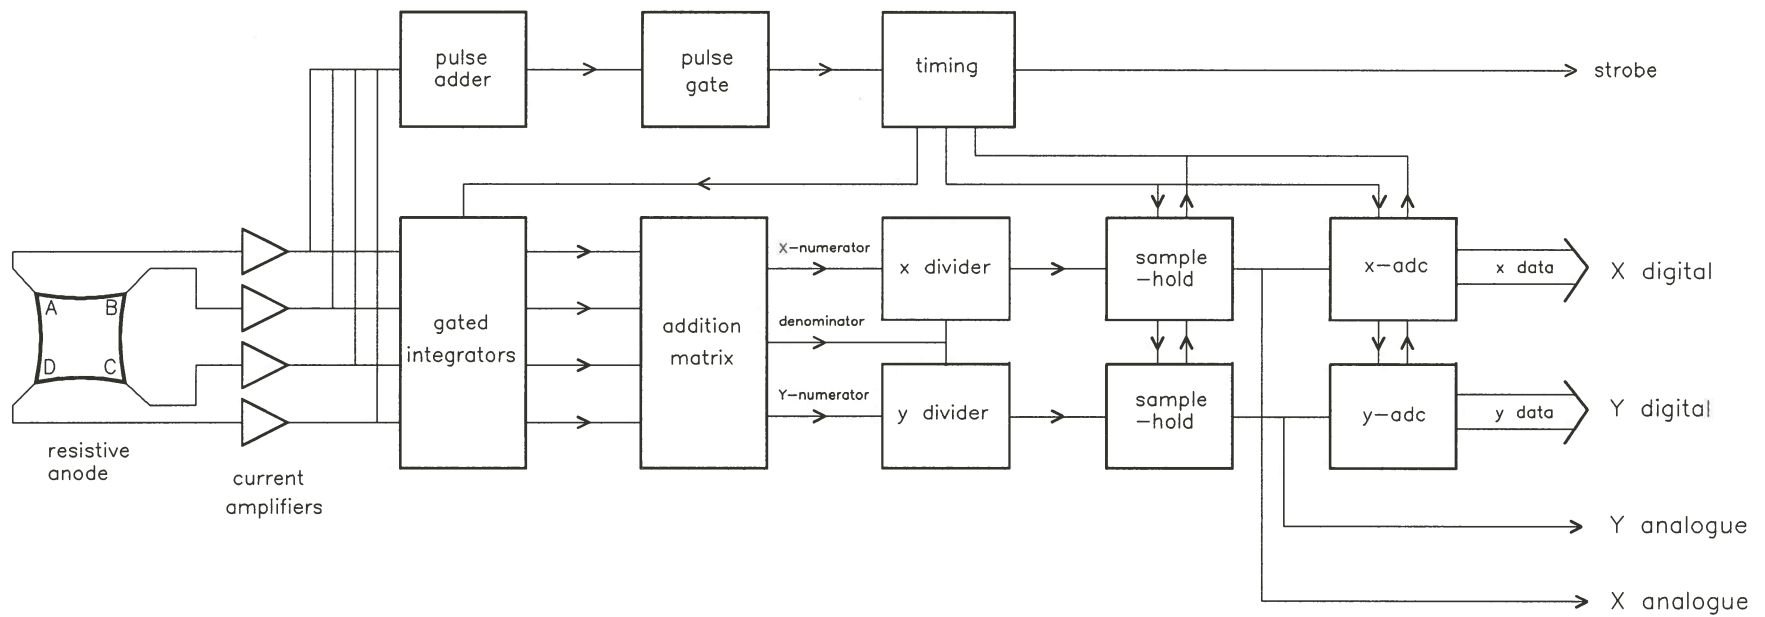 pulse
adder
pulse
gate
timing
strobe
A
B
D
C
resistive
anode
current
amplifiers
gated
integrators
addition
matrix
X-numerator
denominator
Y-numerator
x divider
y divider
sample
-hold
sample
-hold
x-adc
y-adc
x data
y data
X digital
Y digital
Y analogue
X analogue